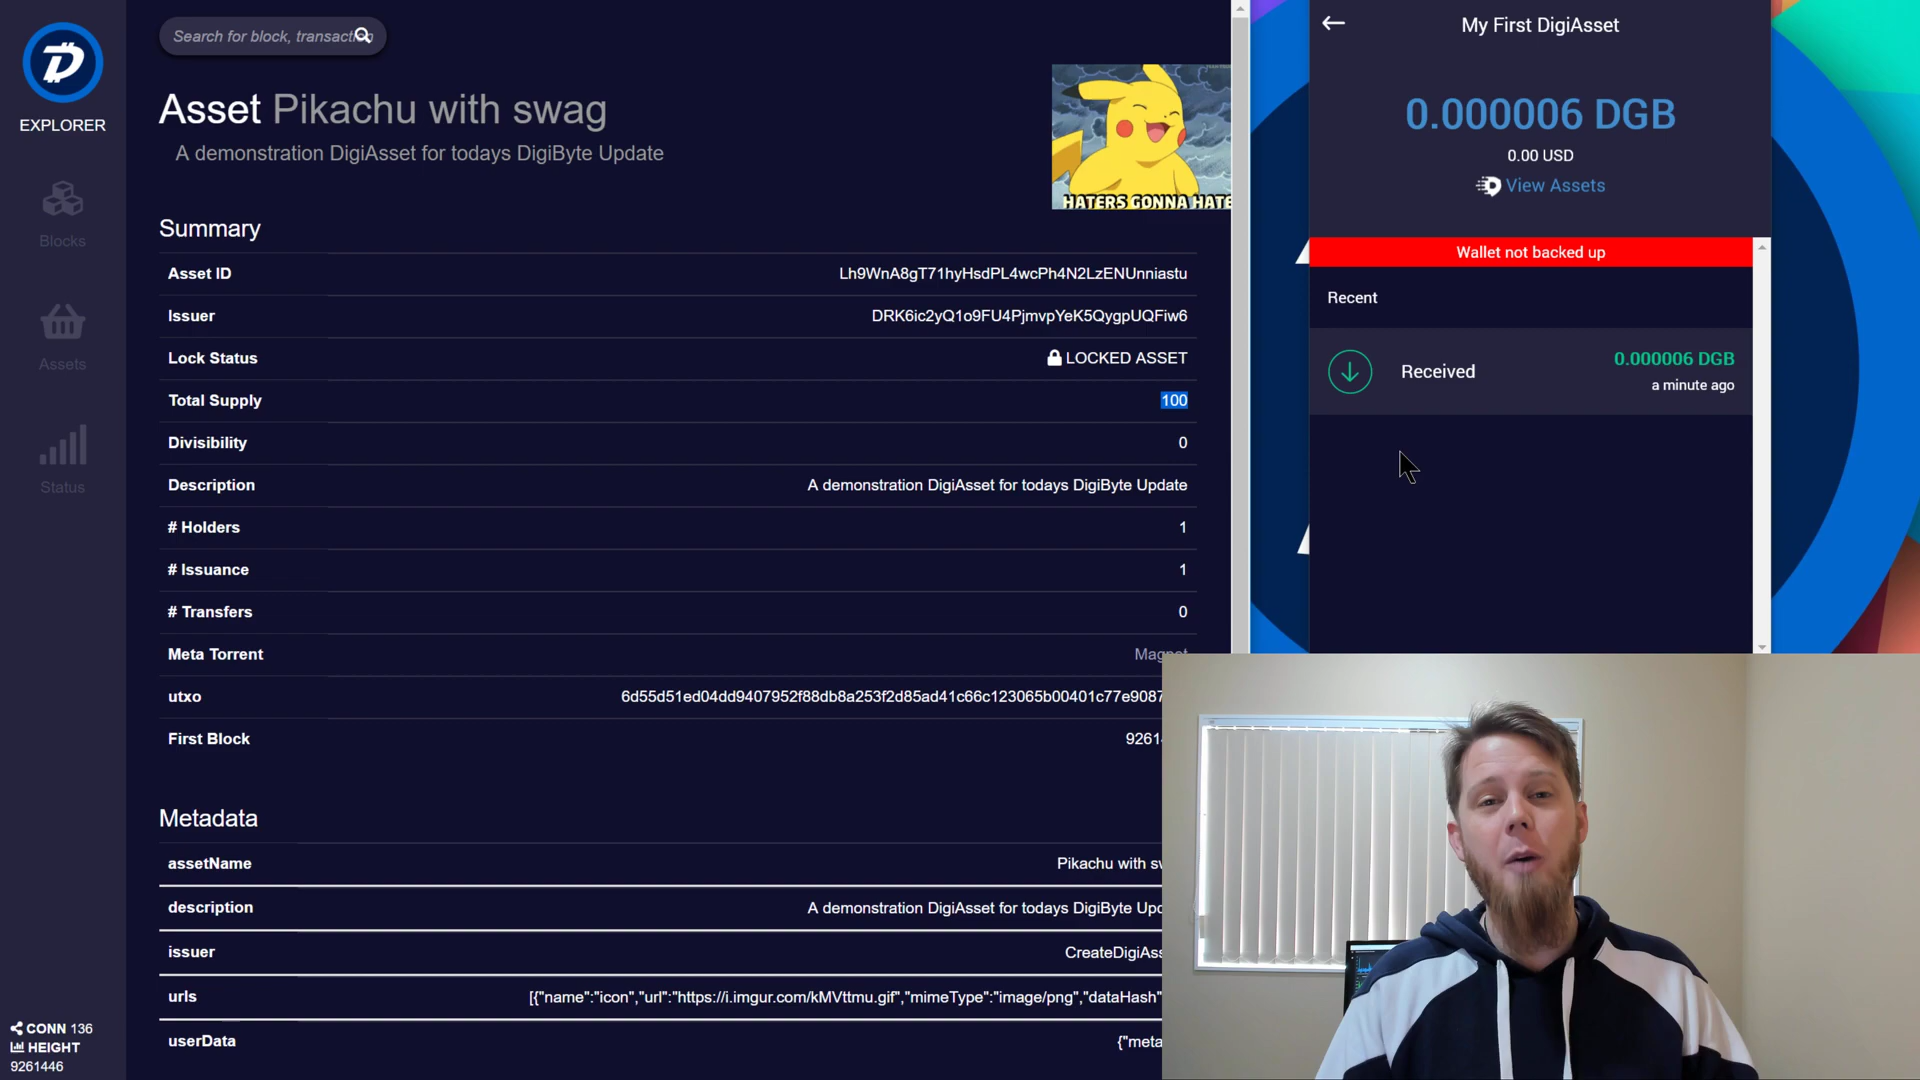 EXPLORER
Blocks
Assets
Status
CONN 136
HEIGHT
9261446
Search for block, transaction
Asset Pikachu with swag
A demonstration DigiAsset for todays DigiByte Update
HATERS GONNA HATE
Summary
Asset ID Lh9WnA8gT71hyHsdPL4wcPh4N2LzENUnniastu
Issuer DRK6ic2yQ1o9FU4PjmvpYeK5QygpUQFiw6
Lock Status LOCKED ASSET
Total Supply 100
Divisibility 0
Description A demonstration DigiAsset for todays DigiByte Update
# Holders 1
# Issuance 1
# Transfers 0
Meta Torrent Magnet
utxo 6d55d51ed04dd9407952f88db8a253f2d85ad41c66c123065b00401c77e9087
First Block 9261
Metadata
assetName Pikachu with sw
description A demonstration DigiAsset for todays DigiByte Upd
issuer CreateDigiAss
urls [{"name":"icon","url":"https://i.imgur.com/kMVttmu.gif","mimeType":"image/png","dataHash"
userData {"meta
My First DigiAsset
0.000006 DGB
0.00 USD
View Assets
Wallet not backed up
Recent
Received 0.000006 DGB
a minute ago